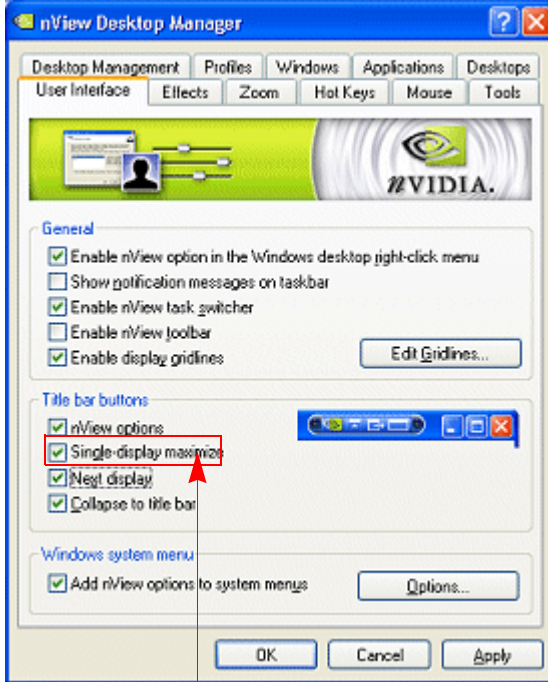 nView Desktop Manager
Desktop Management Profiles Windows Applications Desktops
User Interface Effects Zoom Hot Keys Mouse Tools
nVIDIA.
General
Enable nView option in the Windows desktop right-click menu
Show notification messages on taskbar
Enable nView task switcher
Enable nView toolbar
Enable display gridlines
Edit Gridlines...
Title bar buttons
nView options
Single-display maximize
Next display
Collapse to title bar
Windows system menu
Add nView options to system menus
Options...
OK Cancel Apply